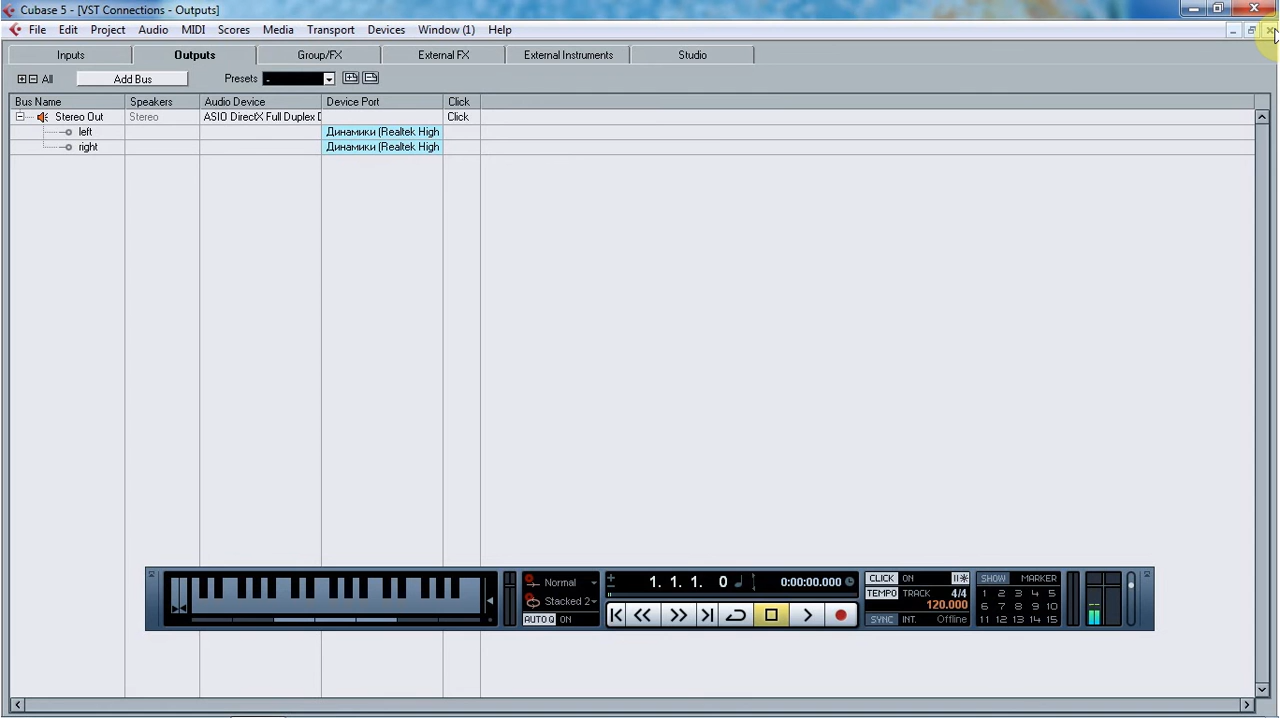 Cubase 5 - [VST Connections - Outputs]
File Edit Project Audio MIDI Scores Media Transport Devices Window (1) Help
Inputs Outputs Group/FX External FX External Instruments Studio
All Add Bus Presets -
Bus Name Speakers Audio Device Device Port Click
Stereo Out Stereo ASIO DirectX Full Duplex D Click
left Динамики (Realtek High
right Динамики (Realtek High
Normal 1. 1. 1. 0 0:00:00.000 CLICK ON SHOW MARKER
Stacked 2 TEMPO TRACK 4/4 1 2 3 4 5
120.000 6 7 8 9 10
AUTO Q ON SYNC INT. Offline 11 12 13 14 15